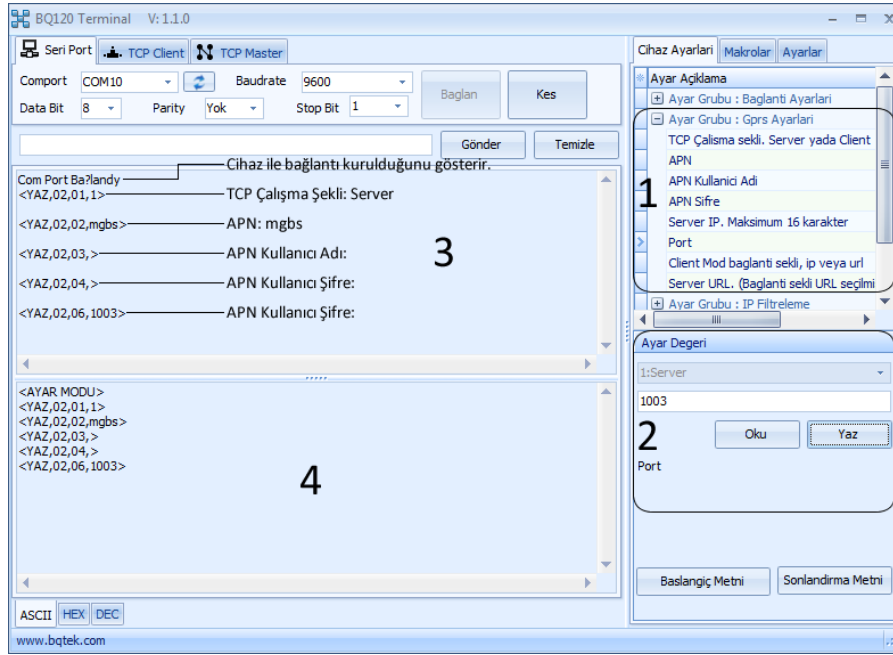 BQ120 Terminal V: 1.1.0
Seri Port TCP Client TCP Master
Comport COM10 Baudrate 9600
Data Bit 8 Parity Yok Stop Bit 1
Baglan Kes
Gönder Temizle
Cihaz ile bağlantı kurulduğunu gösterir.
Com Port Ba?landy
<YAZ,02,01,1> TCP Çalışma Şekli: Server
<YAZ,02,02,mgbs> APN: mgbs
<YAZ,02,03,> APN Kullanıcı Adı:
<YAZ,02,04,> APN Kullanıcı Şifre:
<YAZ,02,06,1003> APN Kullanıcı Şifre:
3
<AYAR MODU>
<YAZ,02,01,1>
<YAZ,02,02,mgbs>
<YAZ,02,03,>
<YAZ,02,04,>
<YAZ,02,06,1003>
4
ASCII HEX DEC
www.bqtek.com
Cihaz Ayarlari Makrolar Ayarlar
Ayar Açiklama
Ayar Grubu : Baglanti Ayarlari
Ayar Grubu : Gprs Ayarlari
TCP Çalisma sekli. Server yada Client
APN
APN Kullanici Adi
APN Sifre
Server IP. Maksimum 16 karakter
Port
Client Mod baglanti sekli, ip veya url
Server URL. (Baglanti sekli URL seçilmi
Ayar Grubu : IP Filtreleme
1
Ayar Degeri
1:Server
1003
2
Oku Yaz
Port
Baslangiç Metni Sonlandirma Metni